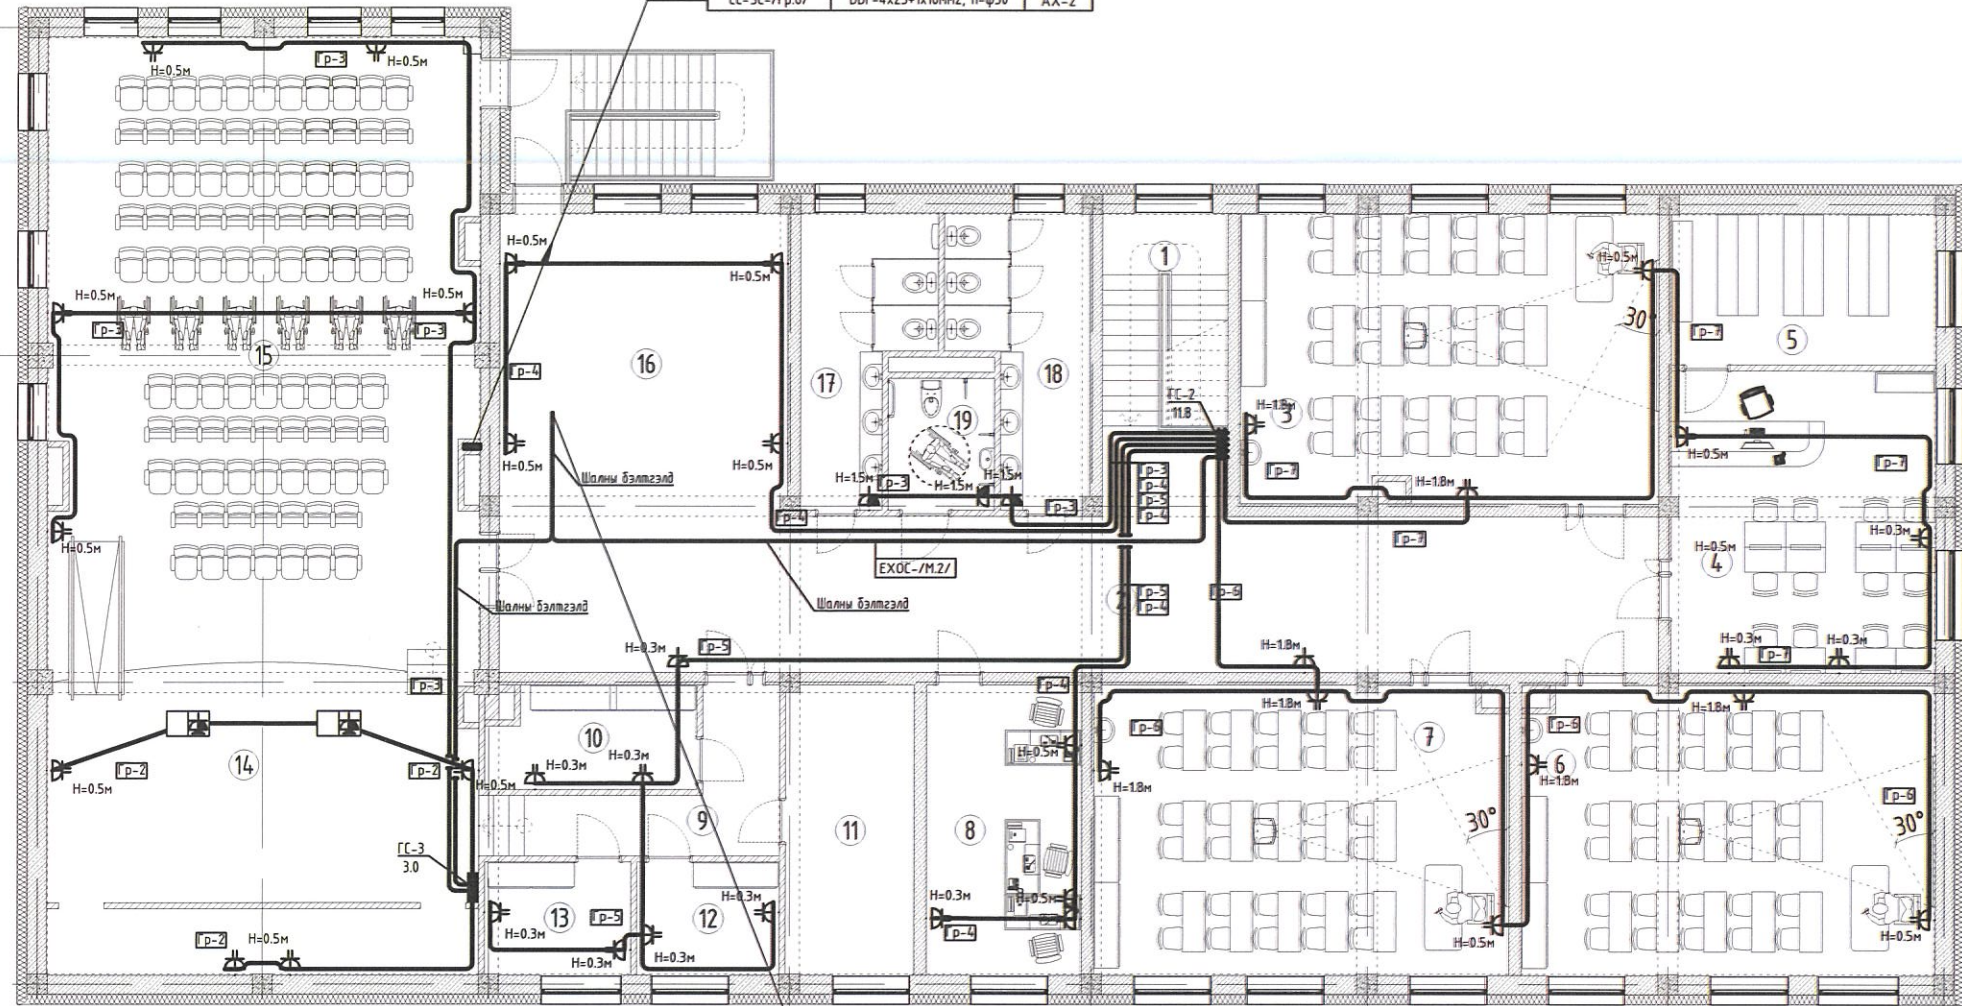 AX-2
Гр-3
H=0.5м
H=0.5м
H=0.5м
H=0.5м
Гр-3
Гр-3
15
H=0.5м
H=0.5м
H=0.5м
Гр-4
16
H=0.5м
H=0.5м
Шалны бэлтгэлд
Гр-4
17
18
19
H=1.5м
Гр-3
H=1.5м
H=1.5м
Гр-3
1
ГС-2
11.8
Гр-3
Гр-4
Гр-5
Гр-4
H=1.8м
3
Гр-7
H=1.8м
H=0.5м
30°
Гр-7
5
H=0.5м
Гр-7
H=0.3м
H=0.5м
4
Гр-7
EXOC-/M.2/
Шалны бэлтгэлд
Шалны бэлтгэлд
2
Гр-5
Гр-4
Гр-6
H=0.3м
Гр-5
H=1.8м
H=0.3м
H=0.3м
Гр-7
Гр-3
Гр-4
H=1.8м
H=1.8м
14
Гр-2
Гр-2
H=0.5м
H=0.5м
10
H=0.3м
H=0.3м
H=0.5м
Гр-6
H=1.8м
7
Гр-6
6
H=1.8м
Гр-6
9
11
8
30°
30°
ГС-3
3.0
H=0.3м
H=0.3м
H=0.5м
13
Гр-5
12
H=0.3м
H=0.3м
H=0.3м
Гр-4
H=0.5м
H=0.5м
Гр-2
H=0.5м